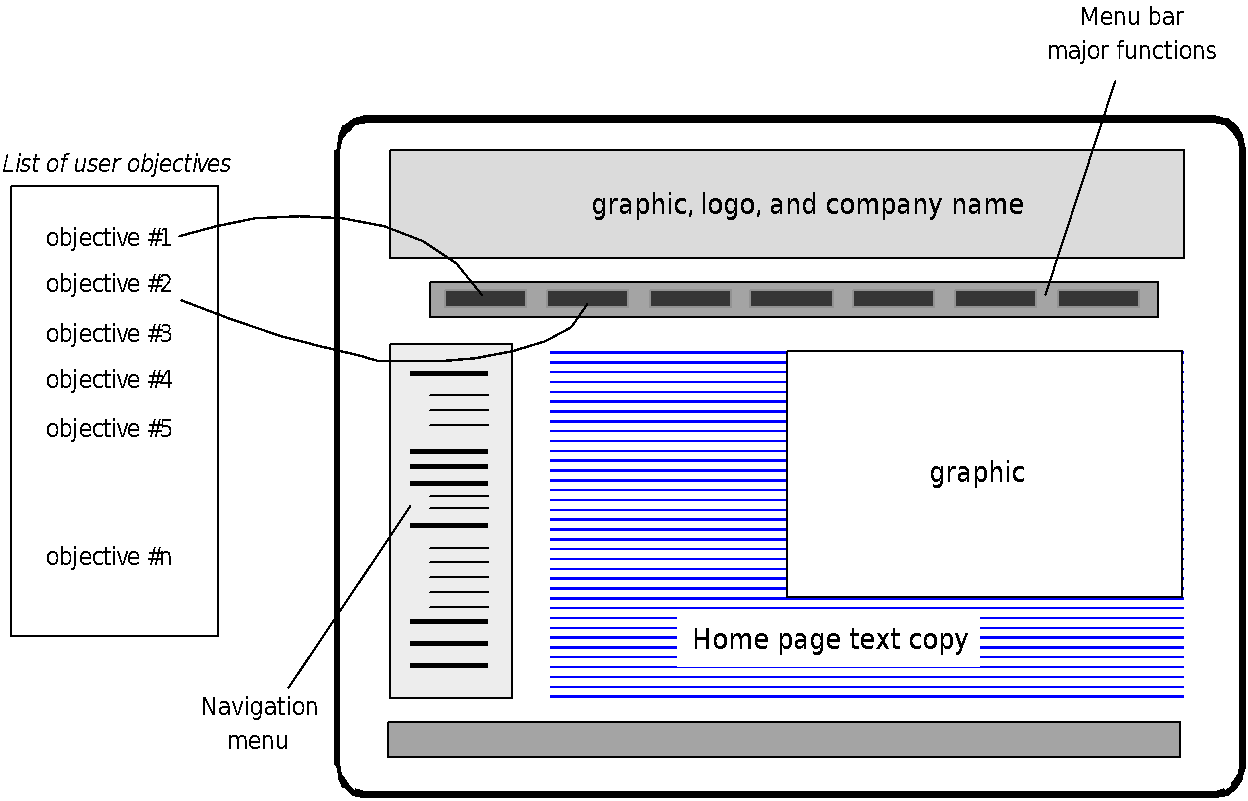 Menu bar
major functions
List of user objectives
graphic, logo, and company name
objective #1
objective #2
objective #3
objective #4
objective #5
objective #n
graphic
Home page text copy
Navigation
menu